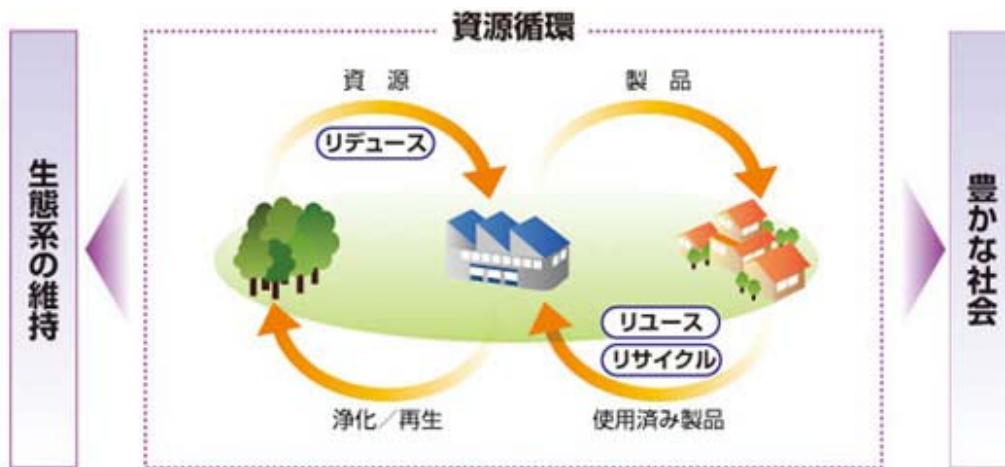 資源循環
資 源
製 品
リデュース
生態系の維持
豊かな社会
リユース
リサイクル
浄化／再生
使用済み製品